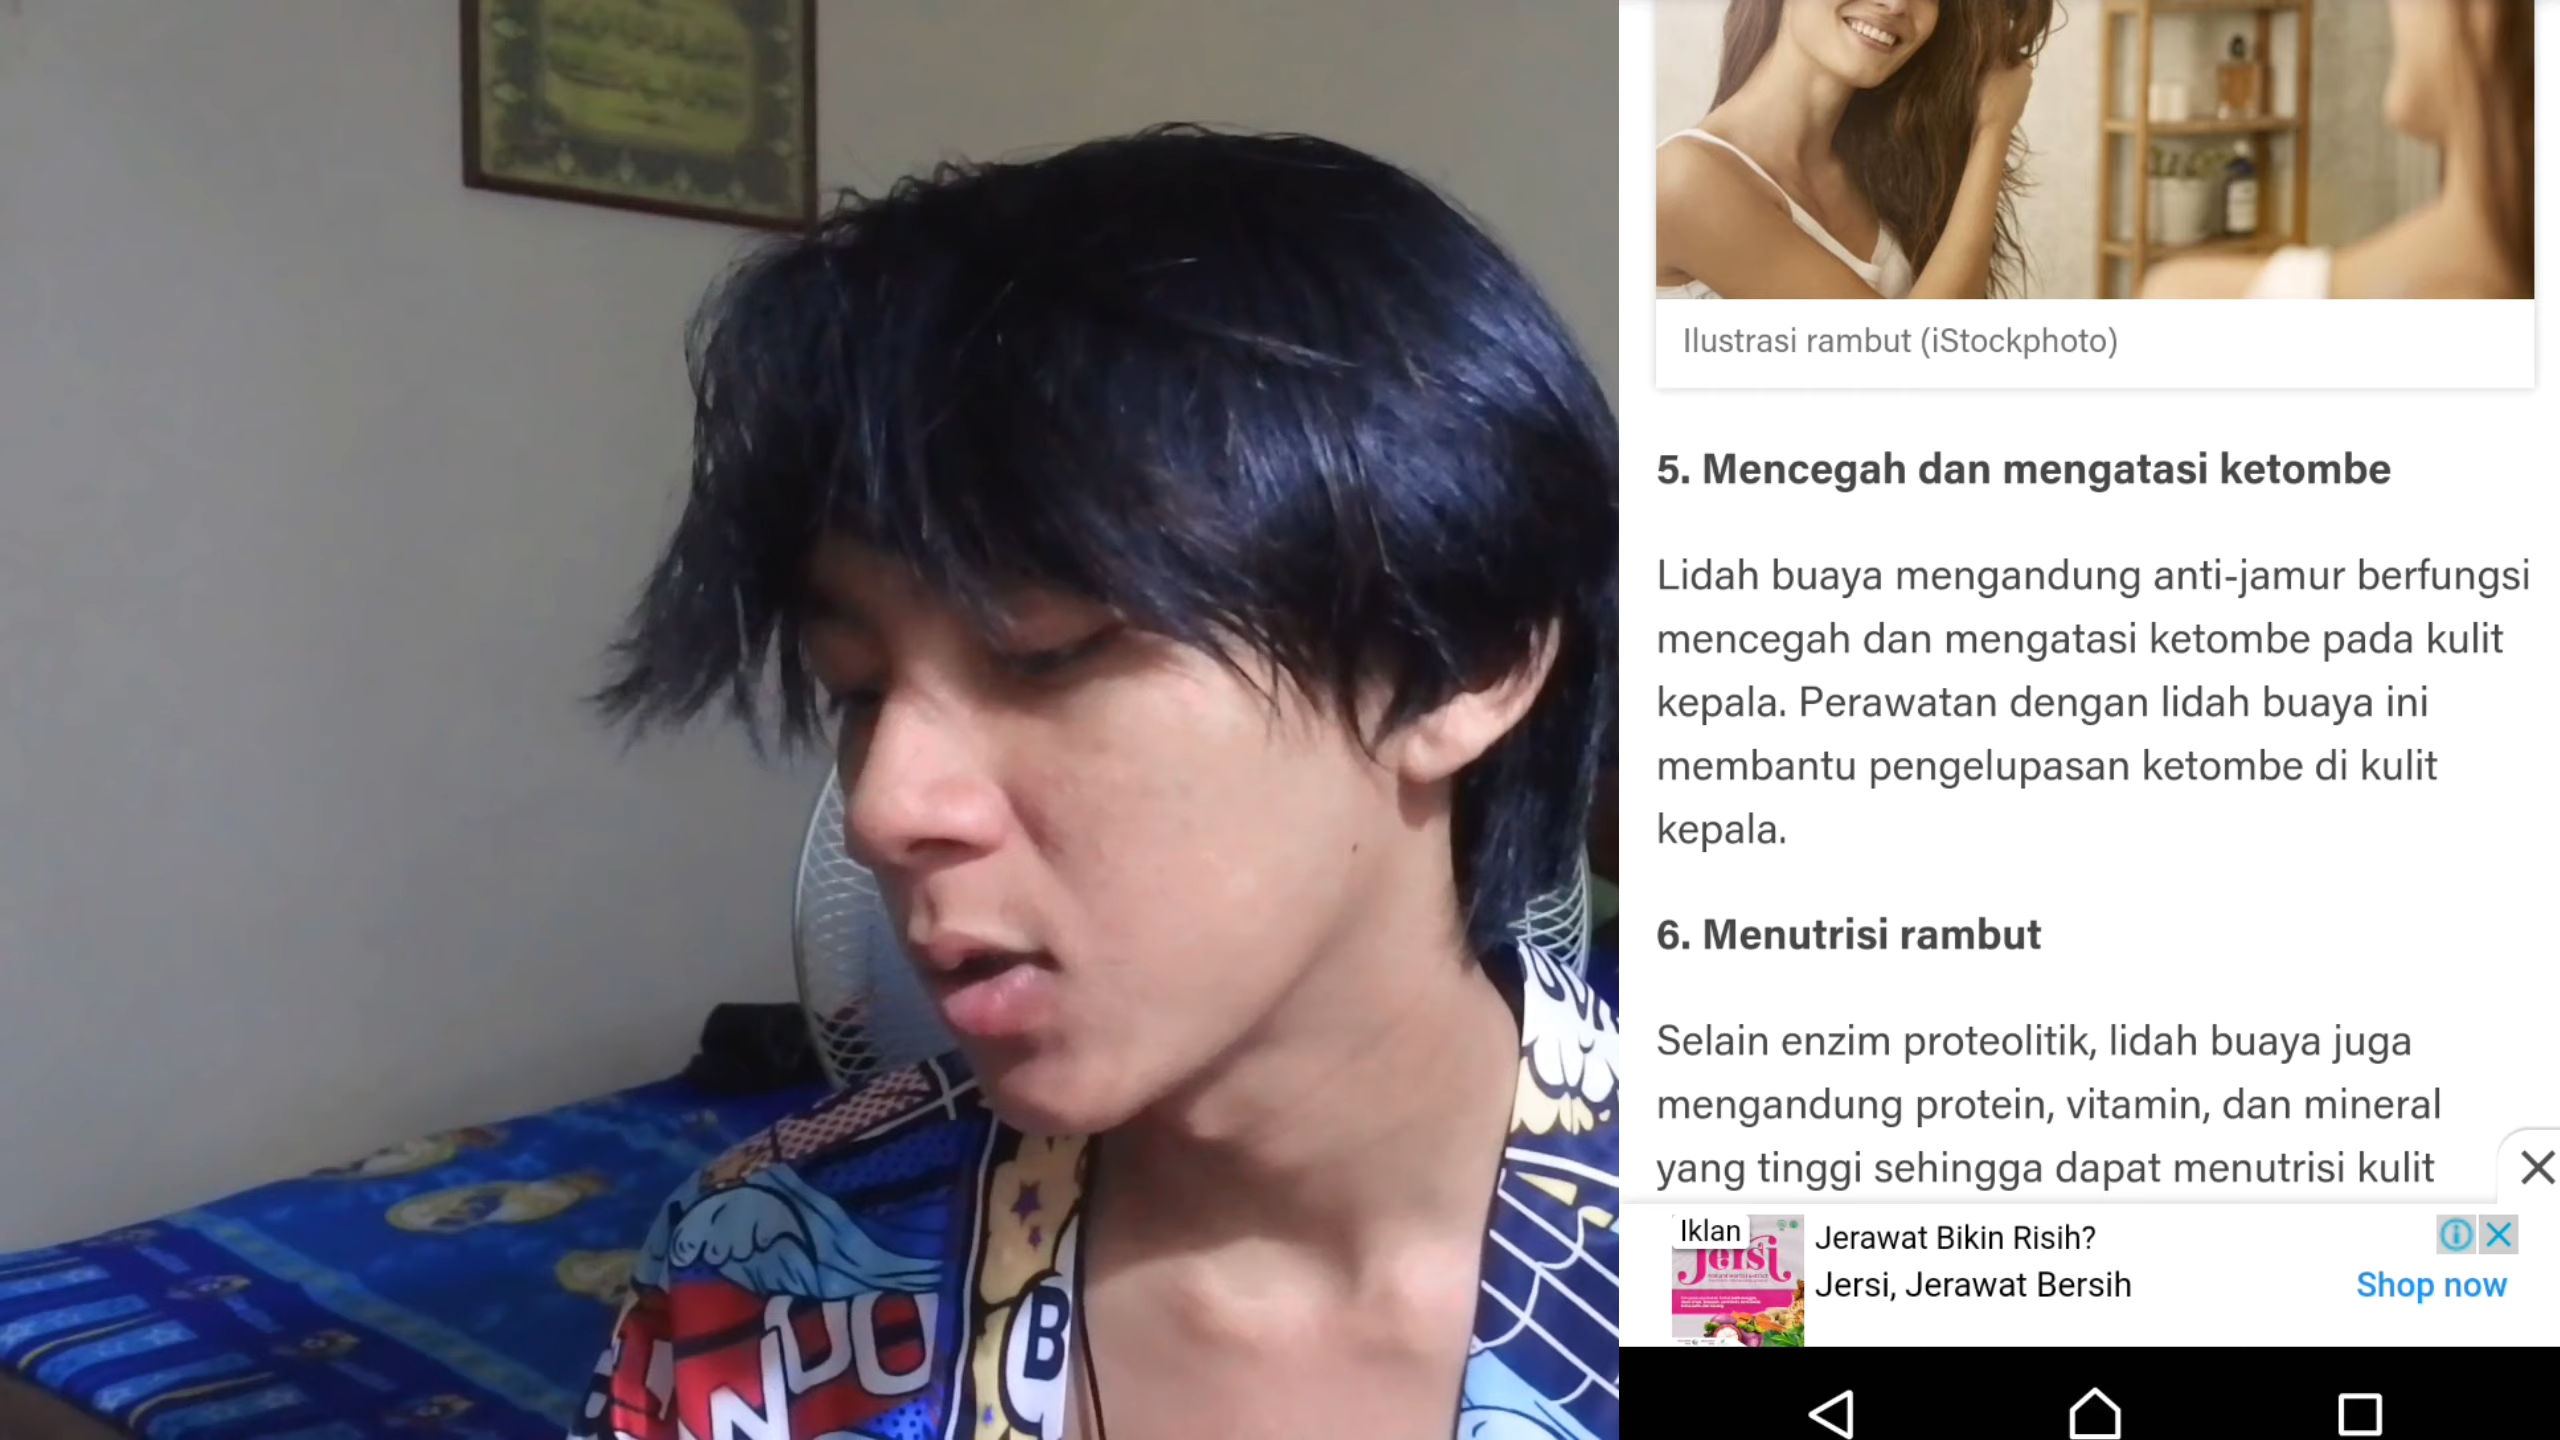 Ilustrasi rambut (iStockphoto)
5. Mencegah dan mengatasi ketombe
Lidah buaya mengandung anti-jamur berfungsi
mencegah dan mengatasi ketombe pada kulit
kepala. Perawatan dengan lidah buaya ini
membantu pengelupasan ketombe di kulit
kepala.
6. Menutrisi rambut
Selain enzim proteolitik, lidah buaya juga
mengandung protein, vitamin, dan mineral
yang tinggi sehingga dapat menutrisi kulit
Iklan
Jersi
Jerawat Bikin Risih?
Jersi, Jerawat Bersih
Shop now
B